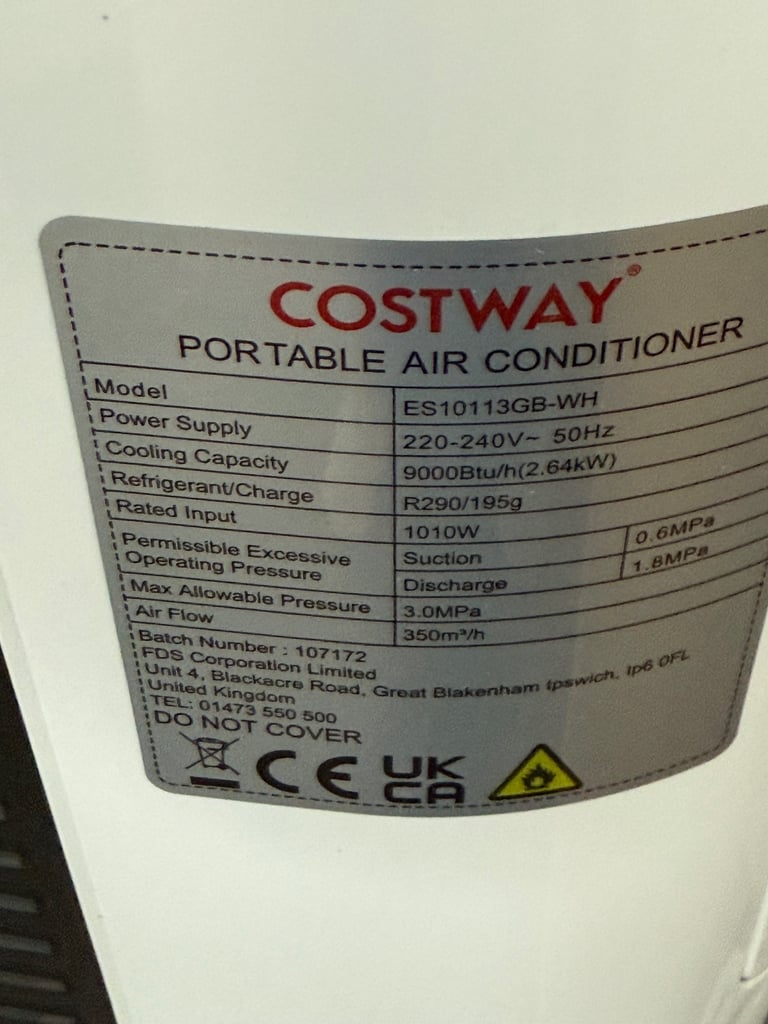 COSTWAY®
PORTABLE AIR CONDITIONER
Model ES10113GB-WH
Power Supply 220-240V~ 50Hz
Cooling Capacity 9000Btu/h(2.64kW)
Refrigerant/Charge R290/195g
Rated Input 1010W
Permissible Excessive Operating Pressure Suction 0.6MPa
Discharge 1.8MPa
Max Allowable Pressure 3.0MPa
Air Flow 350m³/h
Batch Number : 107172
FDS Corporation Limited
Unit 4, Blackacre Road, Great Blakenham Ipswich, Ip6 0FL
United Kingdom
TEL: 01473 550 500
DO NOT COVER
CE UK
CA